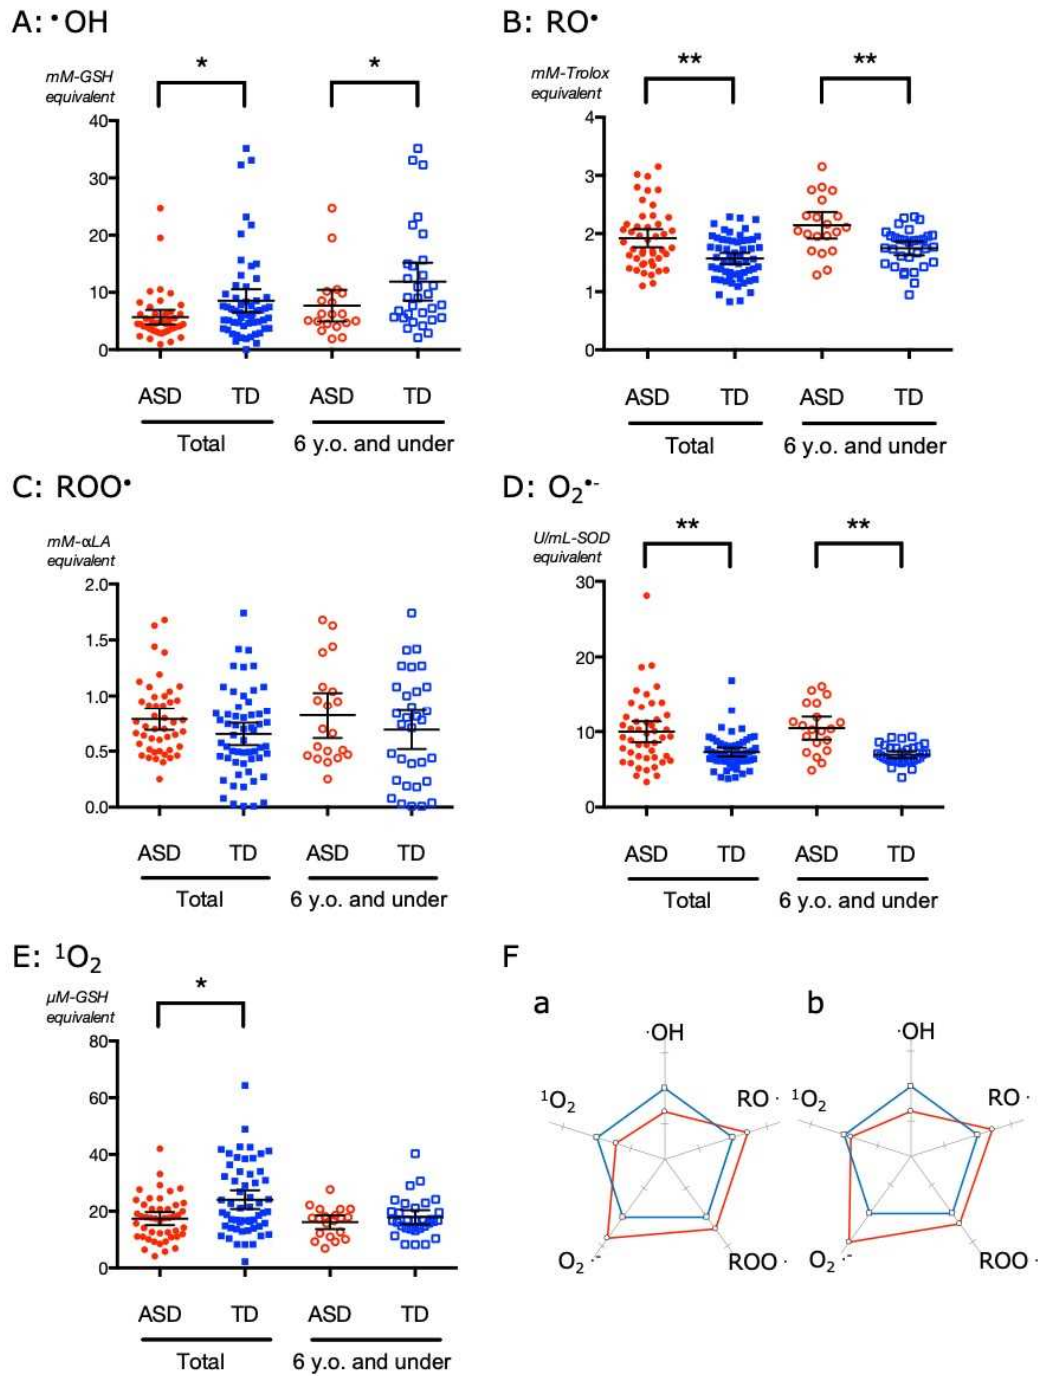 A: •OH
B: RO•
mM-GSH
equivalent
*
*
mM-Trolox
equivalent
**
**
40
30
20
10
0
4
3
2
1
0
ASD TD ASD TD
Total 6 y.o. and under
ASD TD ASD TD
Total 6 y.o. and under
C: ROO•
D: O₂•-
mM-αLA
equivalent
U/mL-SOD
equivalent
**
**
2.0
1.5
1.0
0.5
0.0
30
20
10
0
ASD TD ASD TD
Total 6 y.o. and under
ASD TD ASD TD
Total 6 y.o. and under
E: ¹O₂
µM-GSH
equivalent
*
80
60
40
20
0
ASD TD ASD TD
Total 6 y.o. and under
F
a
·OH
RO ·
ROO ·
O₂ ·-
¹O₂
b
·OH
RO ·
ROO ·
O₂ ·-
¹O₂